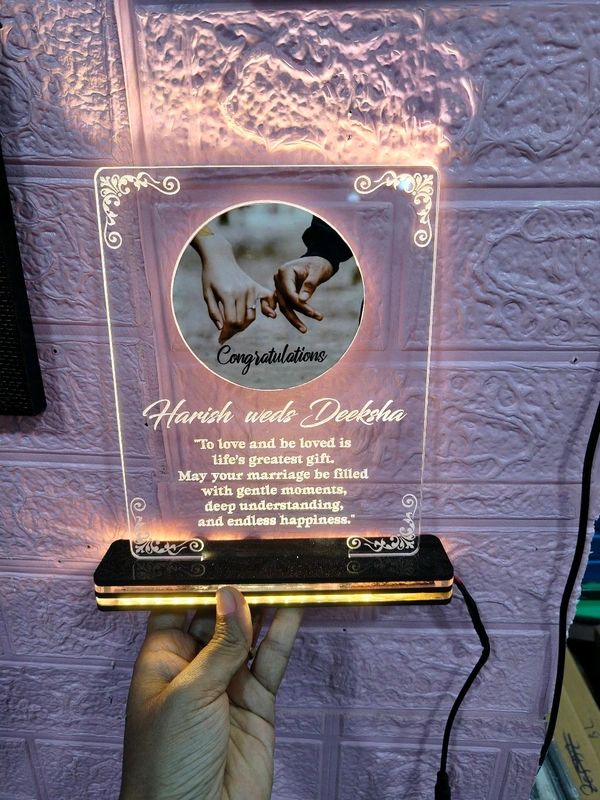 Congratulations
Harish weds Deeksha
"To love and be loved is
life's greatest gift.
May your marriage be filled
with gentle moments,
deep understanding,
and endless happiness."